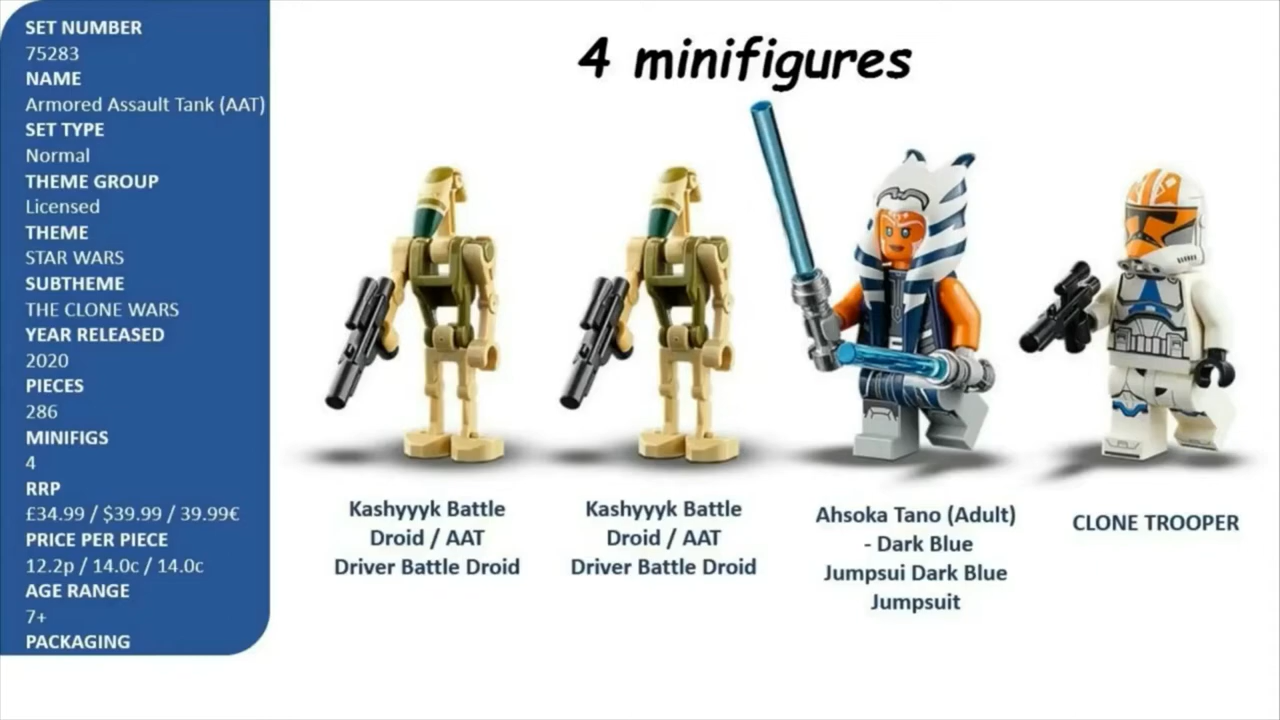 SET NUMBER
75283
NAME
Armored Assault Tank (AAT)
SET TYPE
Normal
THEME GROUP
Licensed
THEME
STAR WARS
SUBTHEME
THE CLONE WARS
YEAR RELEASED
2020
PIECES
286
MINIFIGS
4
RRP
£34.99 / $39.99 / 39.99€
PRICE PER PIECE
12.2p / 14.0c / 14.0c
AGE RANGE
7+
PACKAGING
4 minifigures
Kashyyyk Battle
Droid / AAT
Driver Battle Droid
Kashyyyk Battle
Droid / AAT
Driver Battle Droid
Ahsoka Tano (Adult)
- Dark Blue
Jumpsui Dark Blue
Jumpsuit
CLONE TROOPER